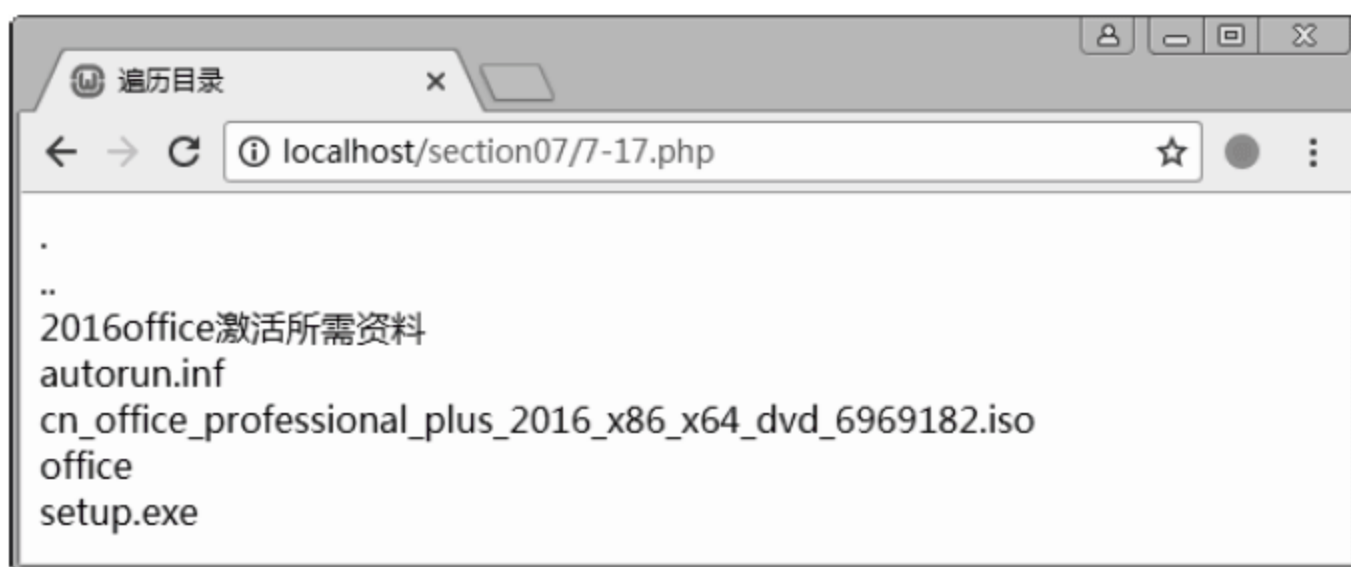 遍历目录
localhost/section07/7-17.php
.
..
2016office激活所需资料
autorun.inf
cn_office_professional_plus_2016_x86_x64_dvd_6969182.iso
office
setup.exe